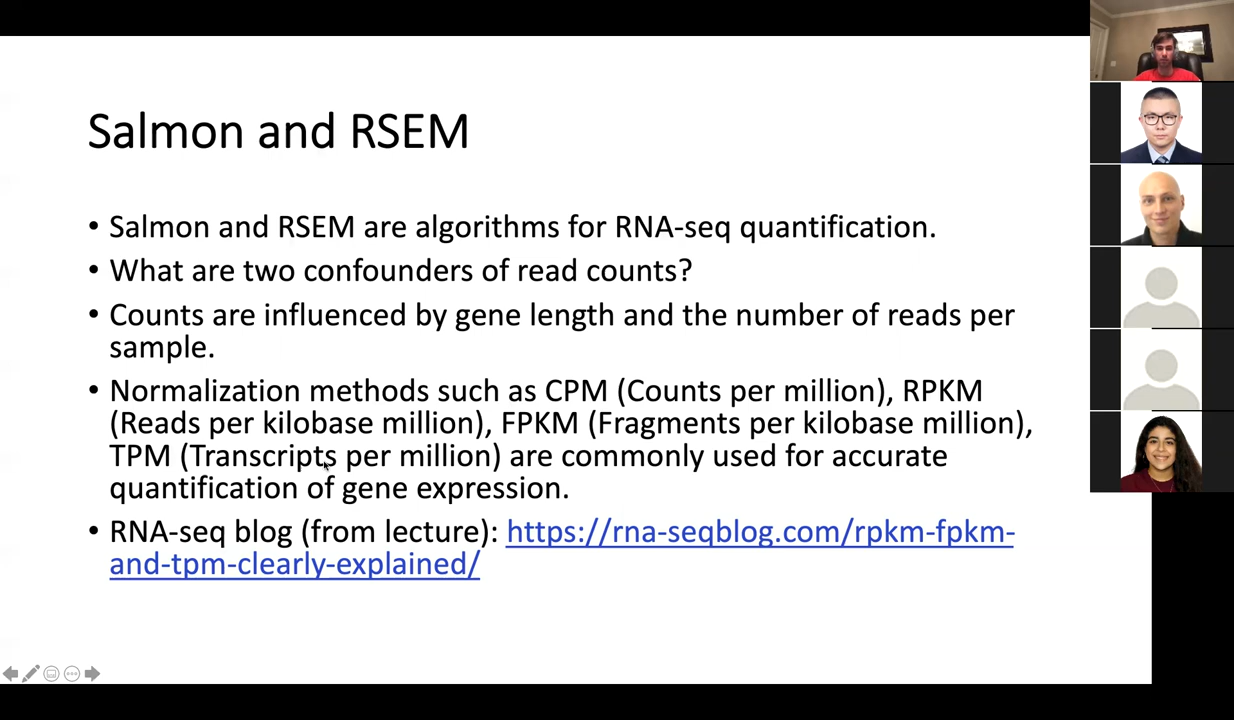 Salmon and RSEM
• Salmon and RSEM are algorithms for RNA-seq quantification.
• What are two confounders of read counts?
• Counts are influenced by gene length and the number of reads per
sample.
• Normalization methods such as CPM (Counts per million), RPKM
(Reads per kilobase million), FPKM (Fragments per kilobase million),
TPM (Transcripts per million) are commonly used for accurate
quantification of gene expression.
• RNA-seq blog (from lecture): https://rna-seqblog.com/rpkm-fpkm-
and-tpm-clearly-explained/